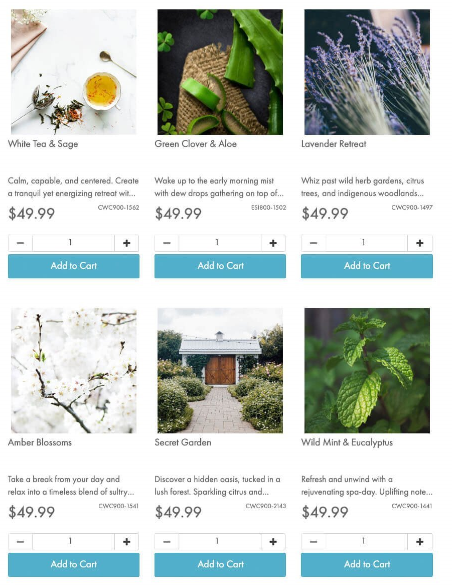 White Tea & Sage
Calm, capable, and centered. Create
a tranquil yet energizing retreat wit...
$49.99
CWC900-1562
− 1 +
Add to Cart
Green Clover & Aloe
Wake up to the early morning mist
with dew drops gathering on top of...
$49.99
ESI800-1502
− 1 +
Add to Cart
Lavender Retreat
Whiz past wild herb gardens, citrus
trees, and indigenous woodlands...
$49.99
CWC900-1497
− 1 +
Add to Cart
Amber Blossoms
Take a break from your day and
relax into a timeless blend of sultry...
$49.99
CWC900-1541
− 1 +
Add to Cart
Secret Garden
Discover a hidden oasis, tucked in a
lush forest. Sparkling citrus and...
$49.99
CWC900-2143
− 1 +
Add to Cart
Wild Mint & Eucalyptus
Refresh and unwind with a
rejuvenating spa-day. Uplifting note...
$49.99
CWC900-1441
− 1 +
Add to Cart